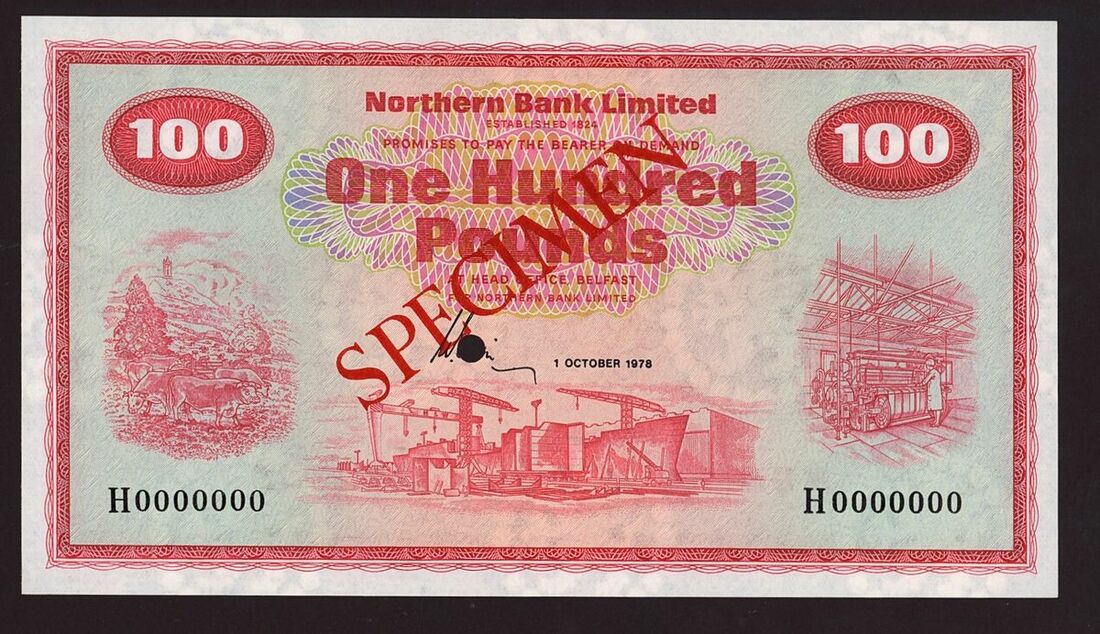 Northern Bank Limited
ESTABLISHED 1824
PROMISES TO PAY THE BEARER ON DEMAND
100
100
One Hundred
Pounds
AT HEAD OFFICE, BELFAST
FOR NORTHERN BANK LIMITED
SPECIMEN
1 OCTOBER 1978
H0000000
H0000000